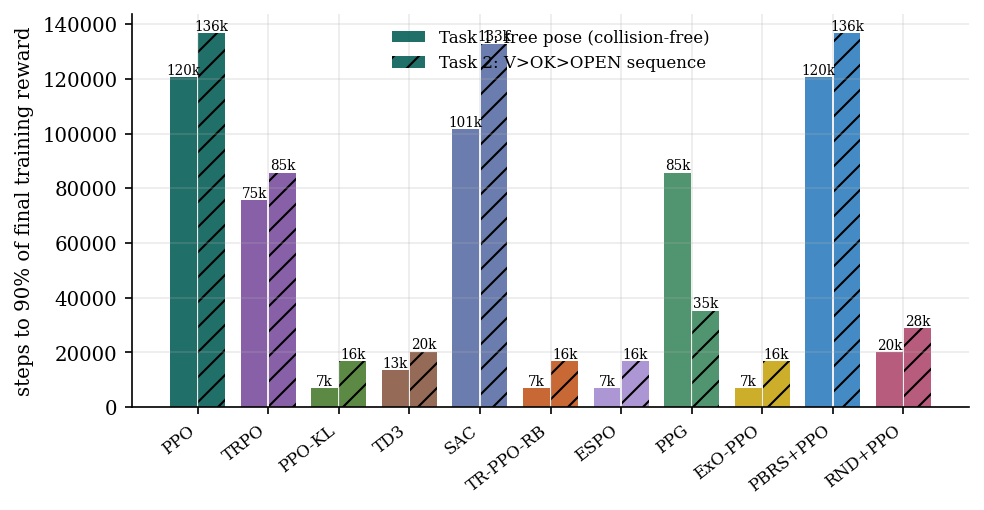 steps to 90% of final training reward
140000
120000
100000
80000
60000
40000
20000
0
Task 1: free pose (collision-free)
Task 2: V>OK>OPEN sequence
120k
136k
75k
85k
7k
16k
13k
20k
101k
133k
7k
16k
7k
16k
85k
35k
7k
16k
120k
136k
20k
28k
PPO
TRPO
PPO-KL
TD3
SAC
TR-PPO-RB
ESPO
PPG
ExO-PPO
PBRS+PPO
RND+PPO